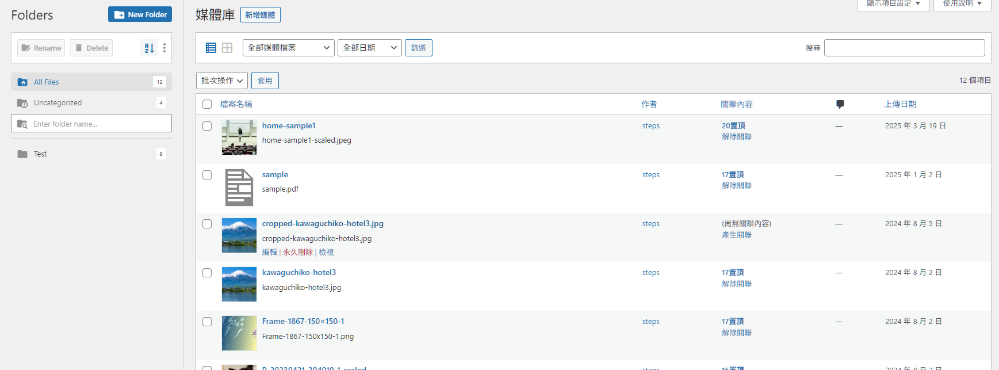 Folders
New Folder
Rename
Delete
All Files
12
Uncategorized
4
Enter folder name...
Test
8
顯示項目設定 ▼
使用說明 ▼
媒體庫
新增媒體
全部媒體檔案
全部日期
篩選
搜尋
批次操作
套用
12 個項目
檔案名稱
作者
關聯內容
上傳日期
home-sample1
home-sample1-scaled.jpeg
steps
20置頂
解除關聯
—
2025 年 3 月 19 日
sample
sample.pdf
steps
17置頂
解除關聯
—
2025 年 1 月 2 日
cropped-kawaguchiko-hotel3.jpg
cropped-kawaguchiko-hotel3.jpg
編輯 | 永久刪除 | 檢視
steps
(尚無關聯內容)
產生關聯
—
2024 年 8 月 5 日
kawaguchiko-hotel3
kawaguchiko-hotel3.jpg
steps
17置頂
解除關聯
—
2024 年 8 月 2 日
Frame-1867-150×150-1
Frame-1867-150x150-1.png
steps
17置頂
解除關聯
—
2024 年 8 月 2 日
steps
16置頂
2024 年 8 月 2 日